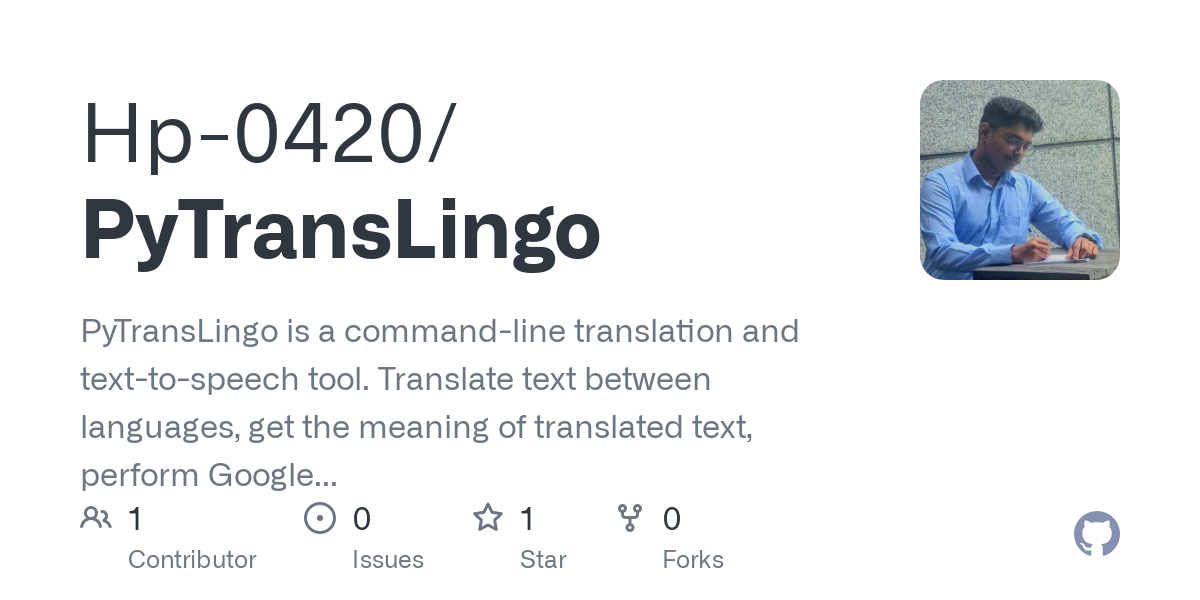 Hp-0420/
PyTransLingo
PyTransLingo is a command-line translation and
text-to-speech tool. Translate text between
languages, get the meaning of translated text,
perform Google...
1 0 1 0
Contributor Issues Star Forks